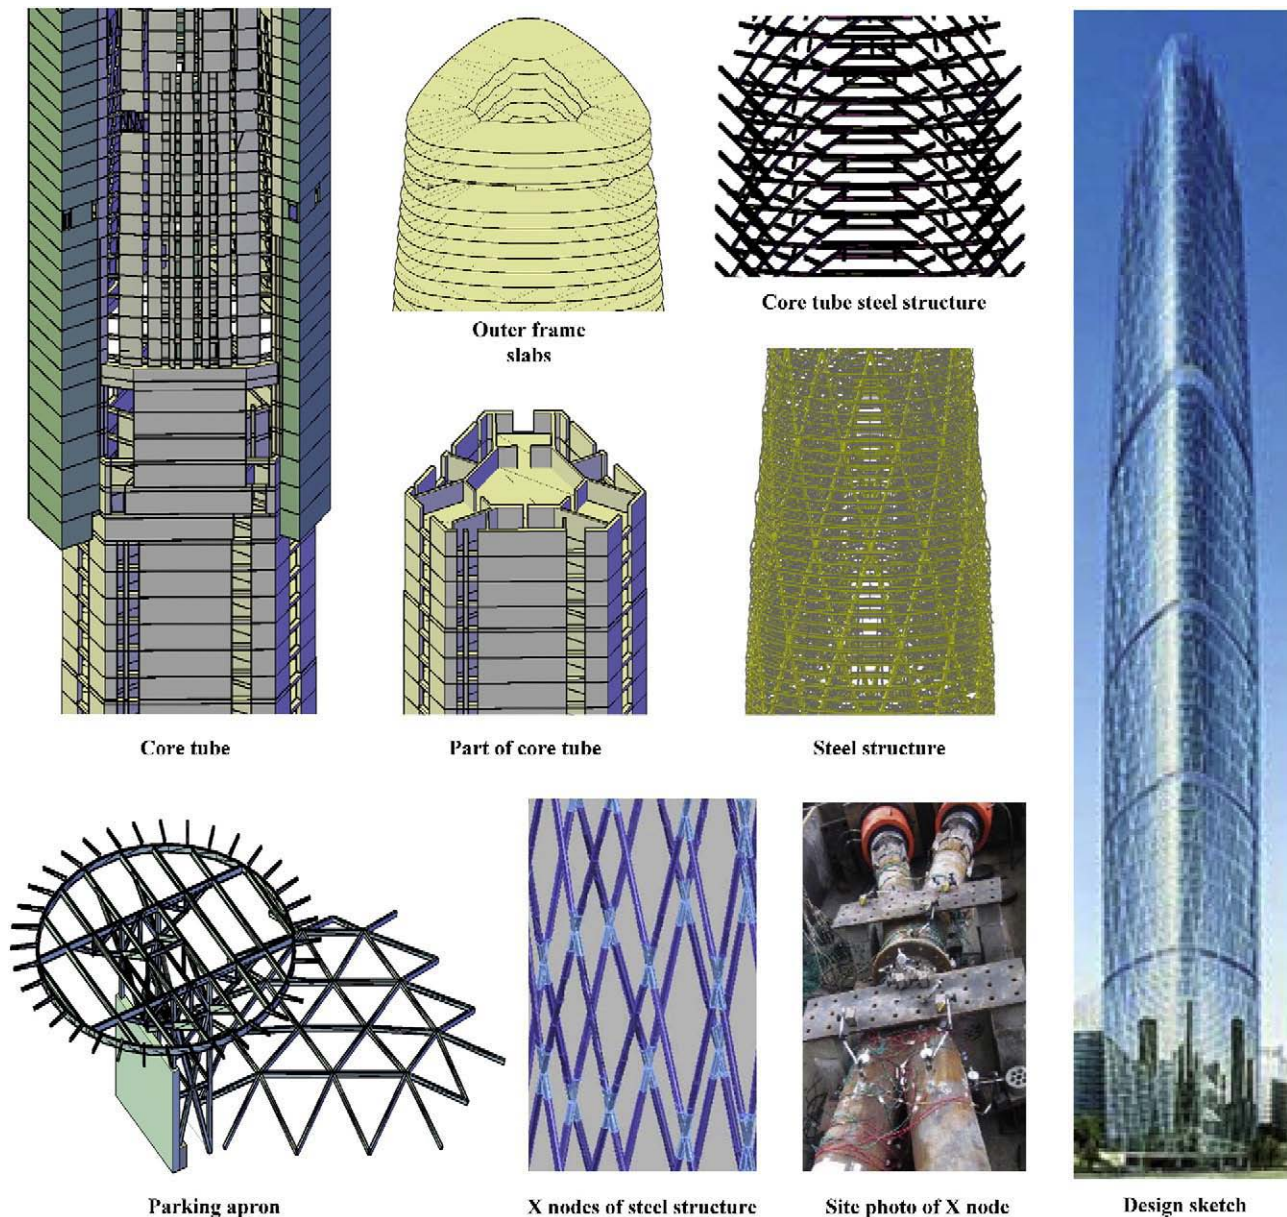 Core tube steel structure
Outer frame
slabs
Core tube
Part of core tube
Steel structure
Parking apron
X nodes of steel structure
Site photo of X node
Design sketch